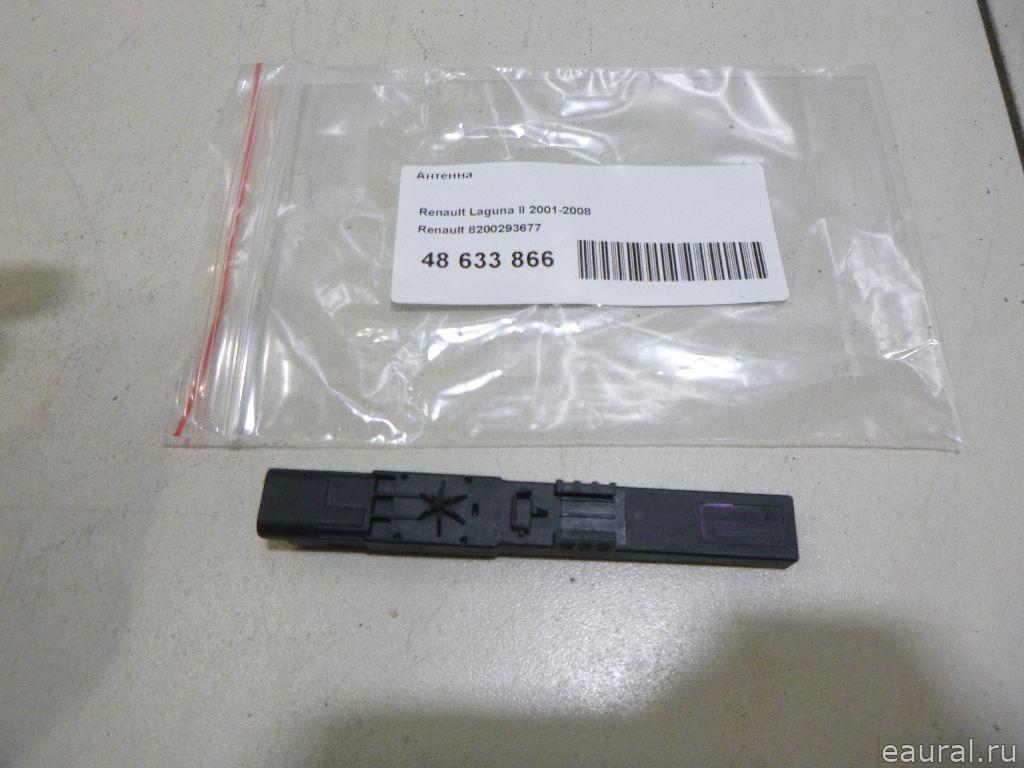 Антенна
Renault Laguna II 2001-2008
Renault 8200293677
48 633 866
eaural.ru